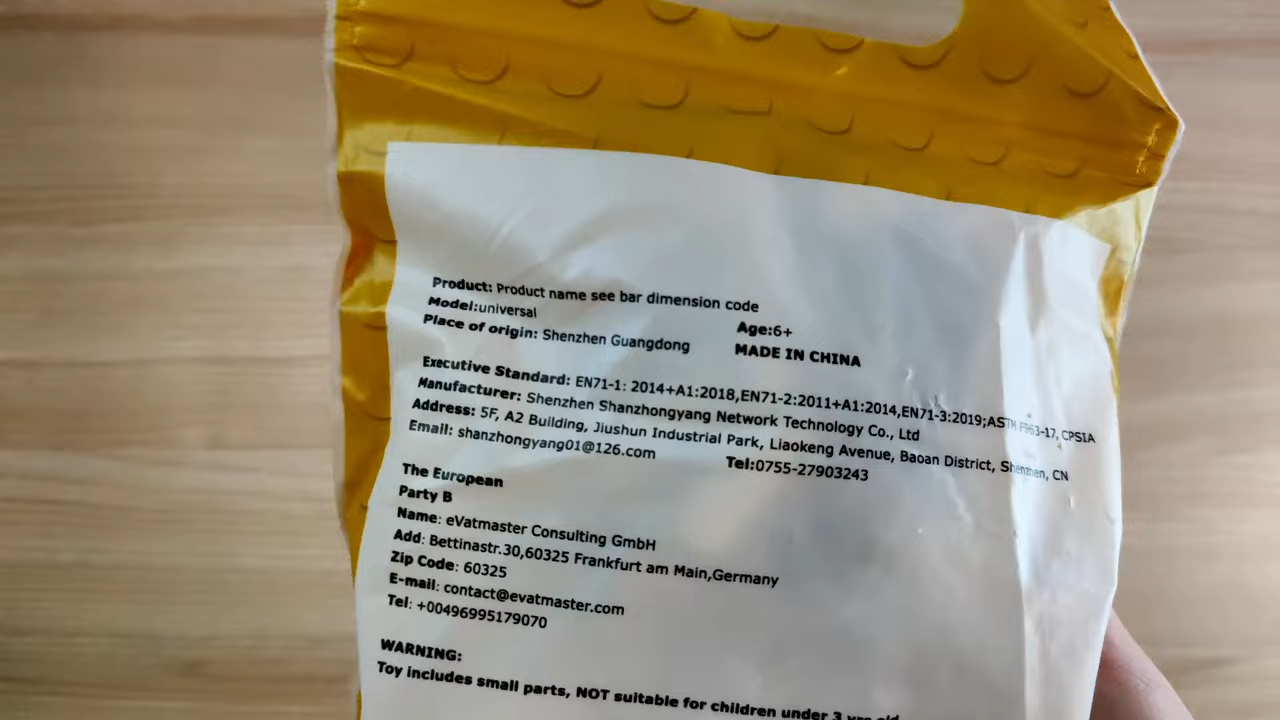 Product: Product name see bar dimension code
Model:universal
Age:6+
Place of origin: Shenzhen Guangdong
MADE IN CHINA
Executive Standard: EN71-1: 2014+A1:2018,EN71-2:2011+A1:2014,EN71-3:2019;ASTM F963-17, CPSIA
Manufacturer: Shenzhen Shanzhongyang Network Technology Co., Ltd
Address: 5F, A2 Building, Jiushun Industrial Park, Liaokeng Avenue, Baoan District, Shenzhen, CN
Email: shanzhongyang01@126.com
Tel:0755-27903243
The European
Party B
Name: eVatmaster Consulting GmbH
Add: Bettinastr.30,60325 Frankfurt am Main,Germany
Zip Code: 60325
E-mail: contact@evatmaster.com
Tel: +00496995179070
WARNING:
Toy includes small parts, NOT suitable for children under 3